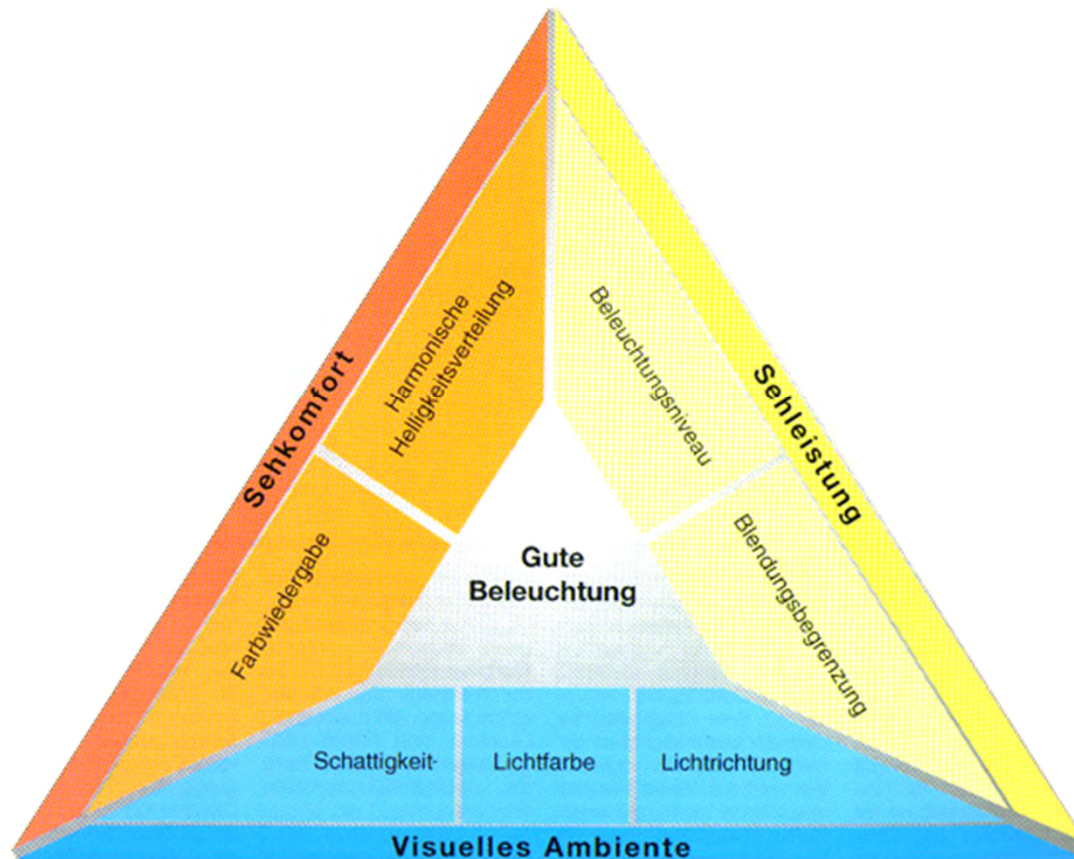 Sehkomfort
Harmonische
Helligkeitsverteilung
Farbwiedergabe
Sehleistung
Beleuchtungsniveau
Blendungsbegrenzung
Gute
Beleuchtung
Schattigkeit-
Lichtfarbe
Lichtrichtung
Visuelles Ambiente